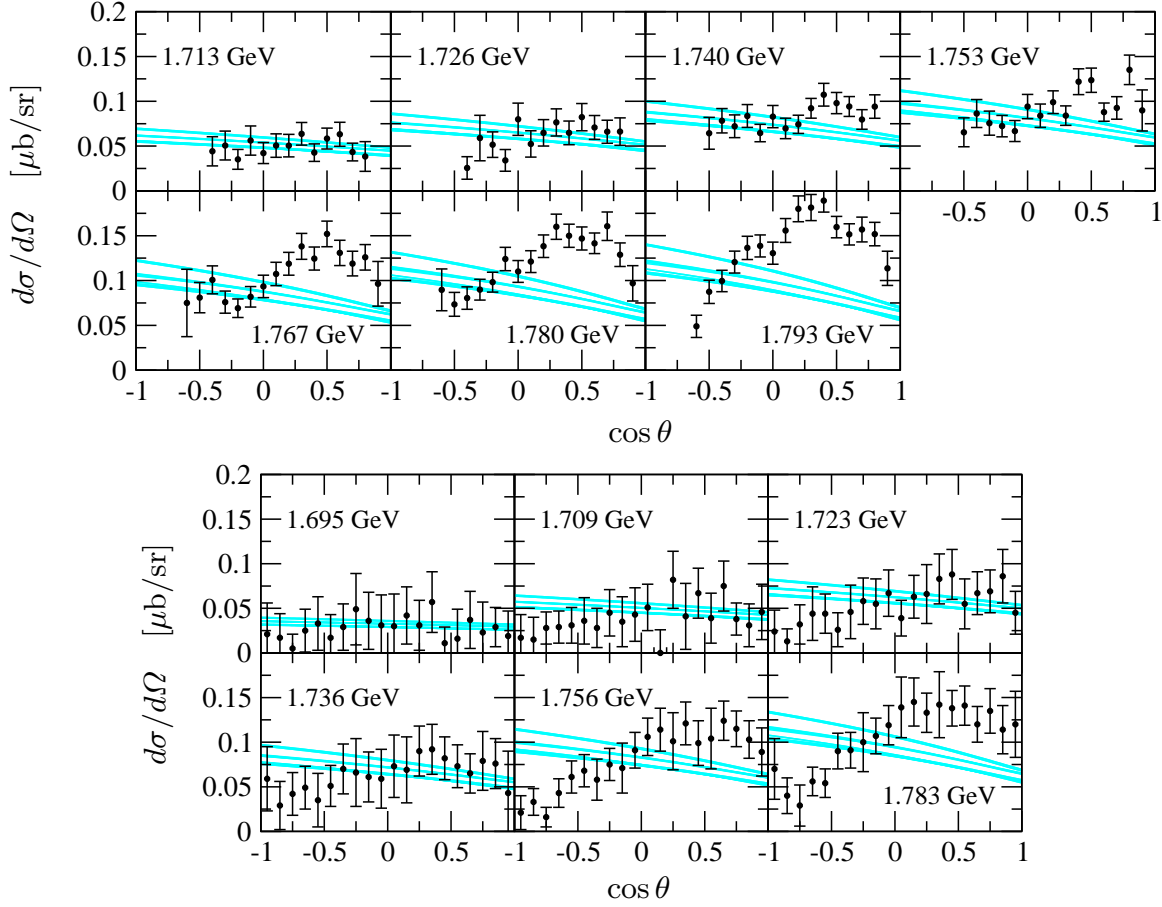 0.2
0.15
0.1
0.05
0
1.713 GeV
1.726 GeV
1.740 GeV
1.753 GeV
dσ/dΩ [μb/sr]
0.15
0.1
0.05
0
1.767 GeV
1.780 GeV
1.793 GeV
-0.5 0 0.5 1
-1 -0.5 0 0.5 -1 -0.5 0 0.5 -1 -0.5 0 0.5 1
cos θ
0.2
0.15
0.1
0.05
0
1.695 GeV
1.709 GeV
1.723 GeV
dσ/dΩ [μb/sr]
0.15
0.1
0.05
0
1.736 GeV
1.756 GeV
1.783 GeV
-1 -0.5 0 0.5 -1 -0.5 0 0.5 -1 -0.5 0 0.5 1
cos θ